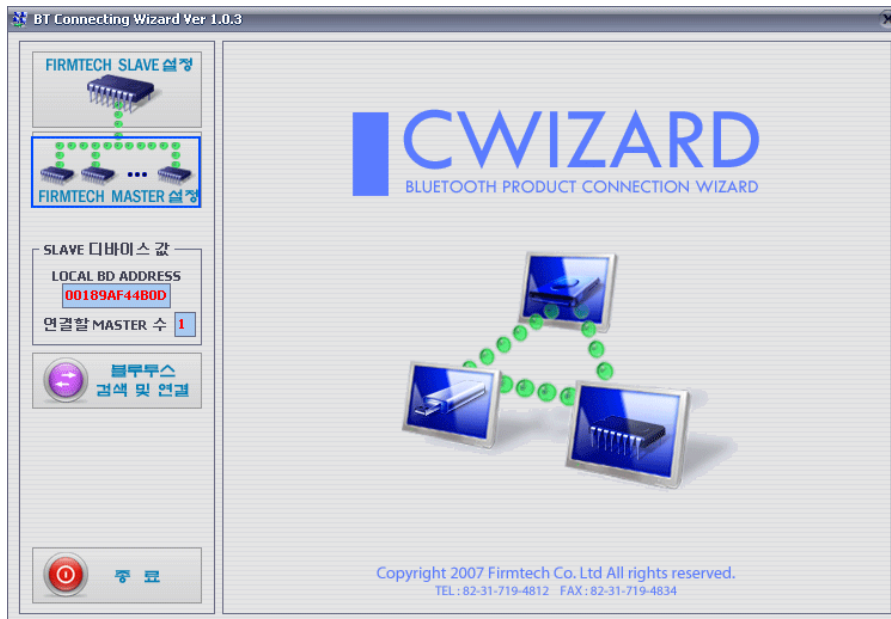 BT Connecting Wizard Ver 1.0.3
FIRMTECH SLAVE 설정
FIRMTECH MASTER 설정
SLAVE 디바이스 값
LOCAL BD ADDRESS
00189AF44B0D
연결할 MASTER 수 1
블루투스
검색 및 연결
종 료
CWIZARD
BLUETOOTH PRODUCT CONNECTION WIZARD
Copyright 2007 Firmtech Co. Ltd All rights reserved.
TEL : 82-31-719-4812 FAX : 82-31-719-4834